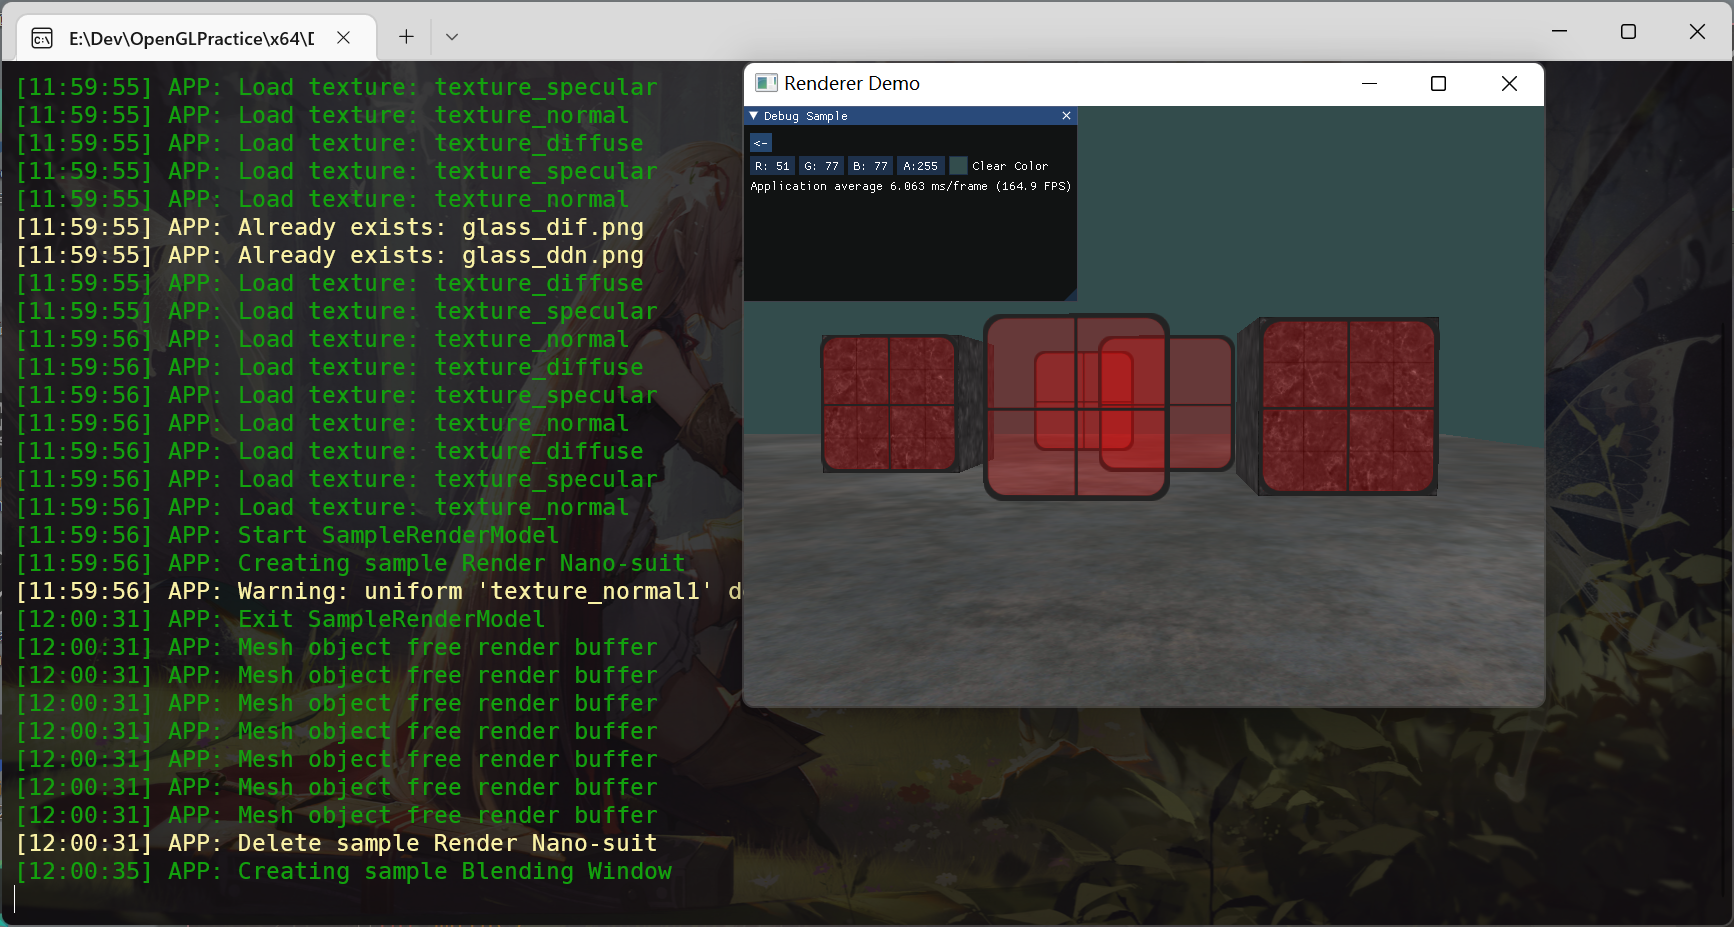 E:\Dev\OpenGLPractice\x64\
[11:59:55] APP: Load texture: texture_specular
[11:59:55] APP: Load texture: texture_normal
[11:59:55] APP: Load texture: texture_diffuse
[11:59:55] APP: Load texture: texture_specular
[11:59:55] APP: Load texture: texture_normal
[11:59:55] APP: Already exists: glass_dif.png
[11:59:55] APP: Already exists: glass_ddn.png
[11:59:55] APP: Load texture: texture_diffuse
[11:59:55] APP: Load texture: texture_specular
[11:59:56] APP: Load texture: texture_normal
[11:59:56] APP: Load texture: texture_diffuse
[11:59:56] APP: Load texture: texture_specular
[11:59:56] APP: Load texture: texture_normal
[11:59:56] APP: Load texture: texture_diffuse
[11:59:56] APP: Load texture: texture_specular
[11:59:56] APP: Load texture: texture_normal
[11:59:56] APP: Start SampleRenderModel
[11:59:56] APP: Creating sample Render Nano-suit
[11:59:56] APP: Warning: uniform 'texture_normal1'
[12:00:31] APP: Exit SampleRenderModel
[12:00:31] APP: Mesh object free render buffer
[12:00:31] APP: Mesh object free render buffer
[12:00:31] APP: Mesh object free render buffer
[12:00:31] APP: Mesh object free render buffer
[12:00:31] APP: Mesh object free render buffer
[12:00:31] APP: Mesh object free render buffer
[12:00:31] APP: Mesh object free render buffer
[12:00:31] APP: Delete sample Render Nano-suit
[12:00:35] APP: Creating sample Blending Window
Renderer Demo
Debug Sample
<-
R: 51 G: 77 B: 77 A:255 Clear Color
Application average 6.063 ms/frame (164.9 FPS)